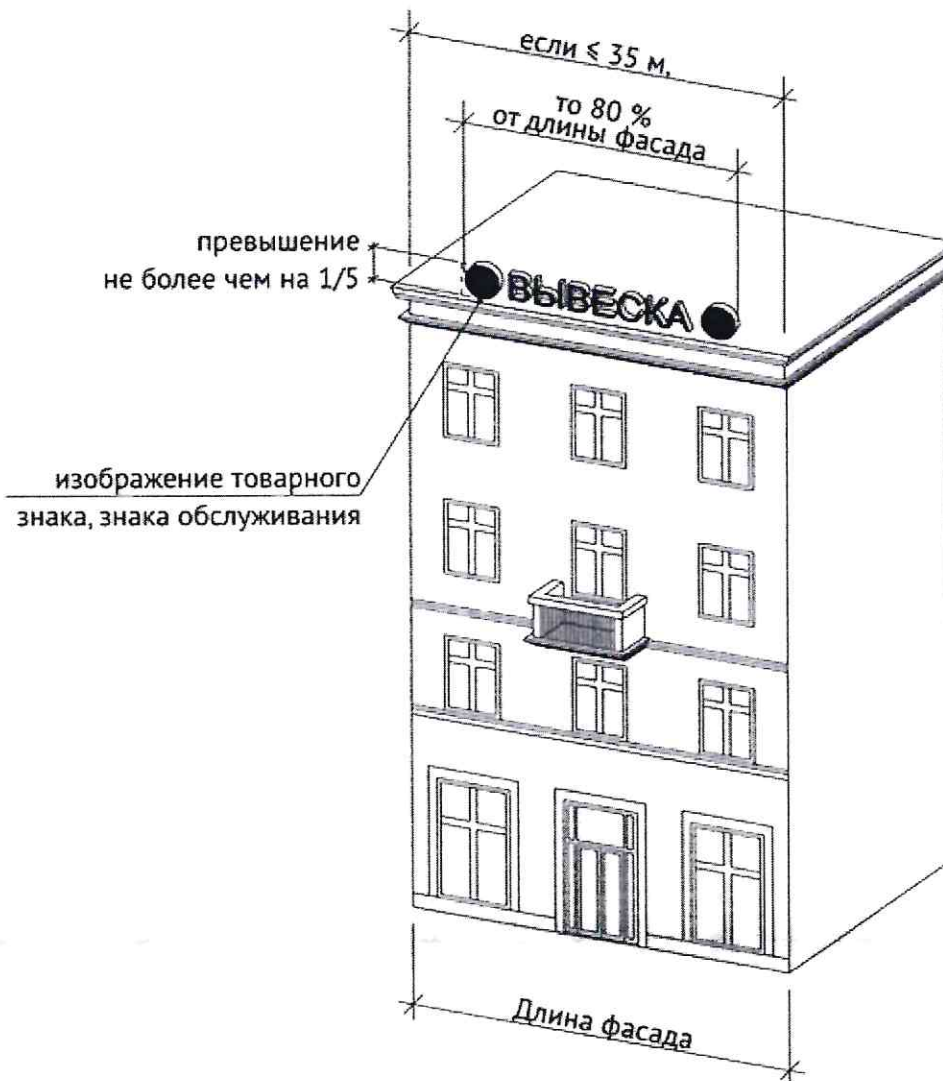 если ⩽ 35 м,
то 80 %
от длины фасада
превышение
не более чем на 1/5
ВЫВЕСКА
изображение товарного
знака, знака обслуживания
Длина фасада